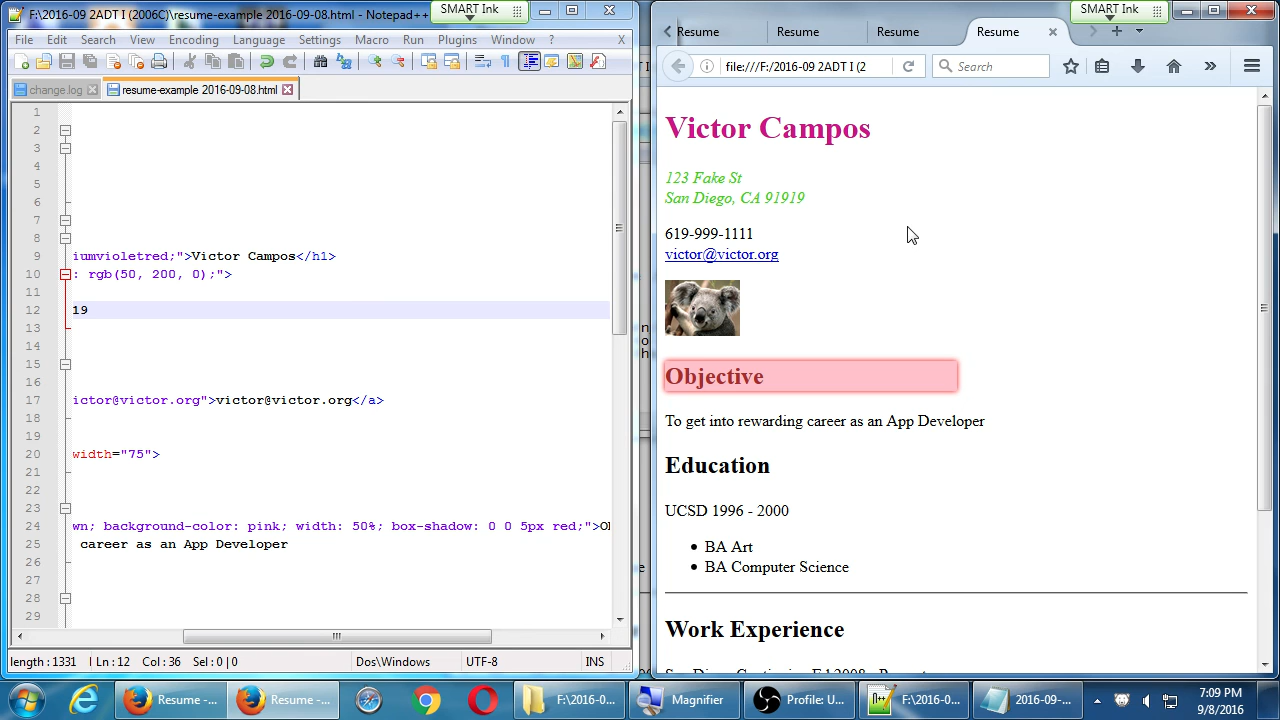 F:\2016-09 2ADT I (2006C)\resume-example 2016-09-08.html - Notepad++
SMART Ink
File Edit Search View Encoding Language Settings Macro Run Plugins Window ? X
change.log
resume-example 2016-09-08.html
1
2
3
4
5
6
7
8
9 iumvioletred;">Victor Campos</h1>
10 : rgb(50, 200, 0);">
11
12 19
13
14
15
16
17 ictor@victor.org">victor@victor.org</a>
18
19
20 width="75">
21
22
23
24 wn; background-color: pink; width: 50%; box-shadow: 0 0 5px red;">
25 career as an App Developer
26
27
28
29
length : 1331 Ln : 12 Col : 36 Sel : 0 | 0 Dos\Windows UTF-8 INS
SMART Ink
Resume Resume Resume Resume
file:///F:/2016-09 2ADT I (2
Search
Victor Campos
123 Fake St
San Diego, CA 91919
619-999-1111
victor@victor.org
Objective
To get into rewarding career as an App Developer
Education
UCSD 1996 - 2000
BA Art
BA Computer Science
Work Experience
Resume -... Resume -... F:\2016-0... Magnifier Profile: U... F:\2016-0... 2016-09-...
7:09 PM
9/8/2016